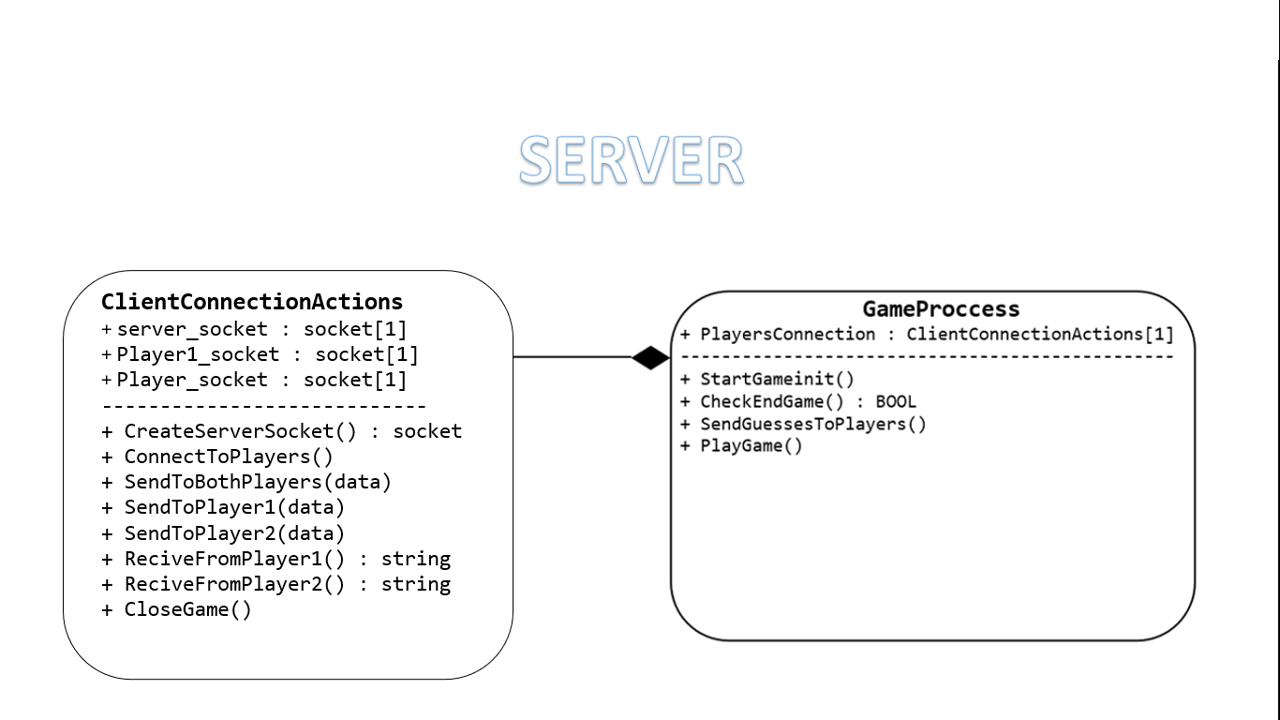 SERVER
ClientConnectionActions
+ server_socket : socket[1]
+ Player1_socket : socket[1]
+ Player_socket : socket[1]
----------------------------
+ CreateServerSocket() : socket
+ ConnectToPlayers()
+ SendToBothPlayers(data)
+ SendToPlayer1(data)
+ SendToPlayer2(data)
+ ReciveFromPlayer1() : string
+ ReciveFromPlayer2() : string
+ CloseGame()
GameProccess
+ PlayersConnection : ClientConnectionActions[1]
------------------------------------------------
+ StartGameinit()
+ CheckEndGame() : BOOL
+ SendGuessesToPlayers()
+ PlayGame()